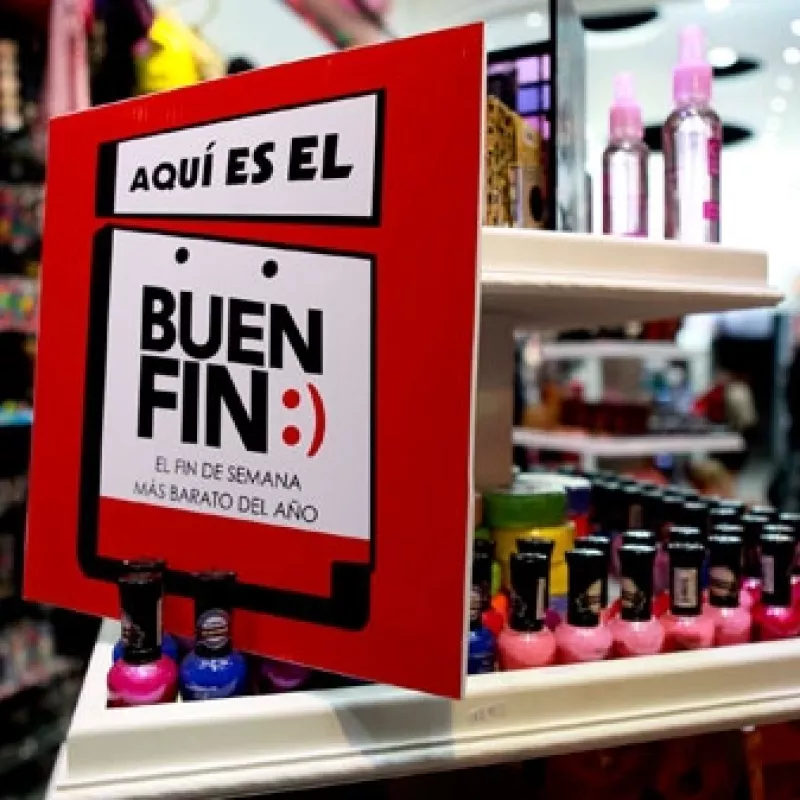 AQUÍ ES EL
BUEN
FIN:)
EL FIN DE SEMANA
MÁS BARATO DEL AÑO